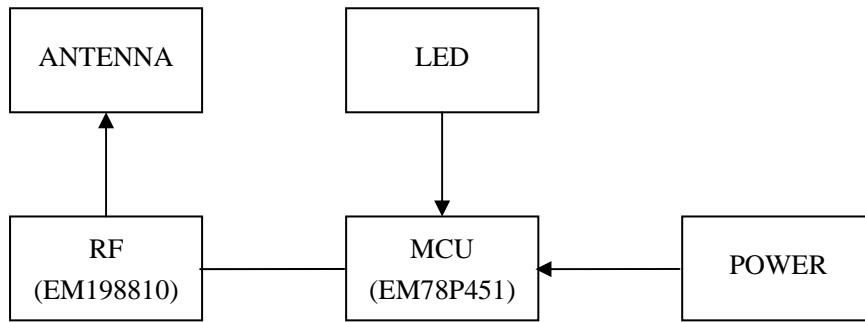 ANTENNA
LED
RF
(EM198810)
MCU
(EM78P451)
POWER